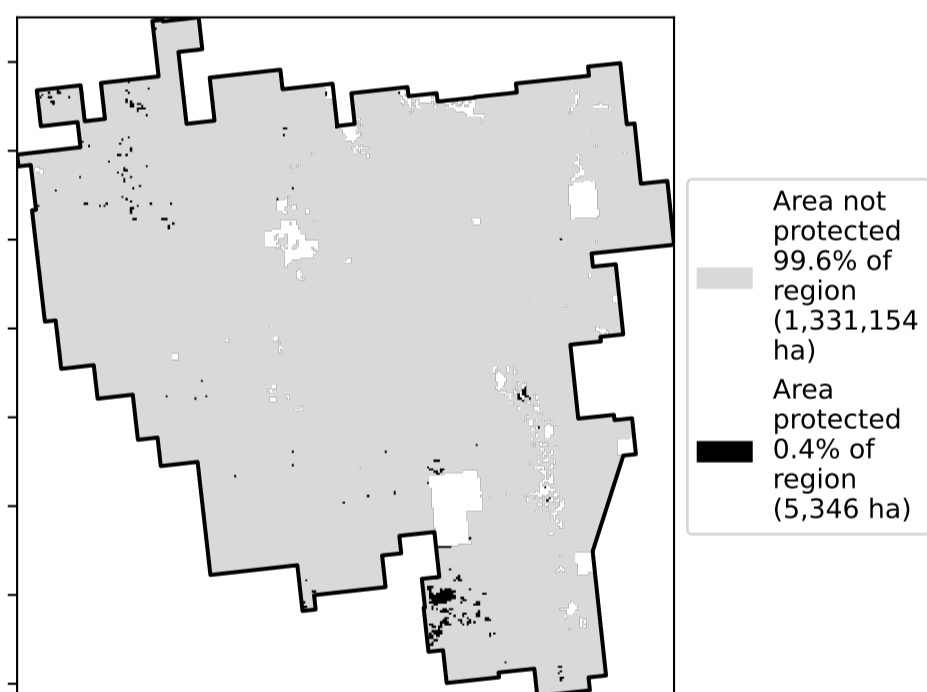 Area not
protected
99.6% of
region
(1,331,154
ha)
Area
protected
0.4% of
region
(5,346 ha)